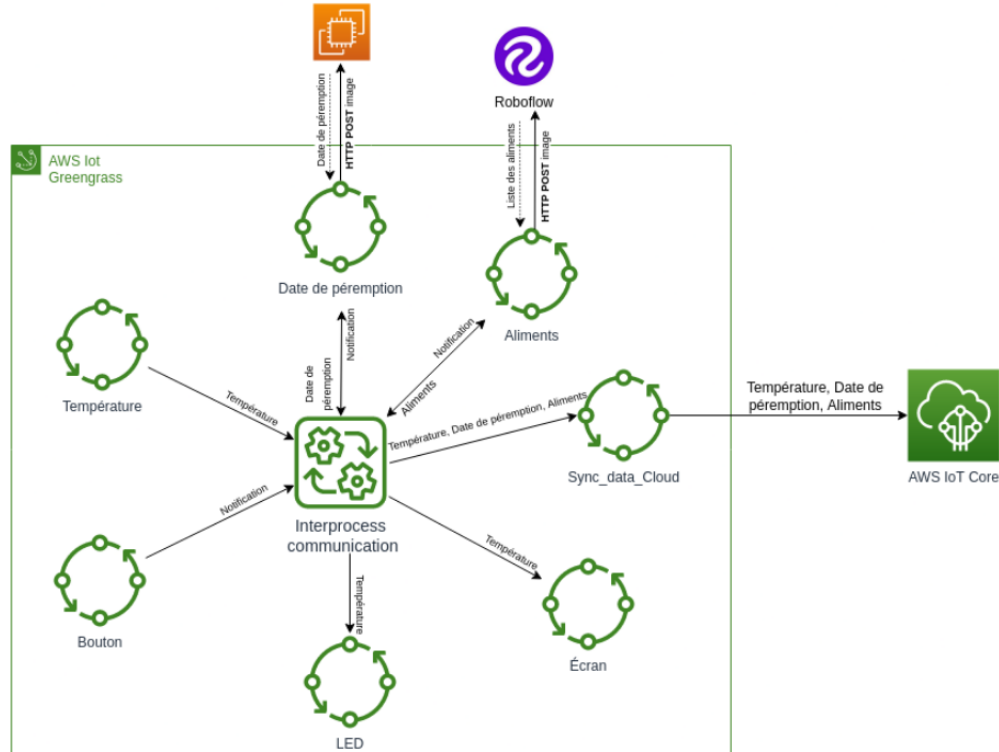 Date de péremption
HTTP POST image
Roboflow
Liste des aliments
HTTP POST image
AWS Iot
Greengrass
Date de péremption
Aliments
Température
Date de
péremption
Notification
Notification
Aliments
Température
Température, Date de péremption, Aliments
Sync_data_Cloud
Température, Date de
péremption, Aliments
AWS IoT Core
Notification
Interprocess
communication
Température
Bouton
Température
Écran
LED